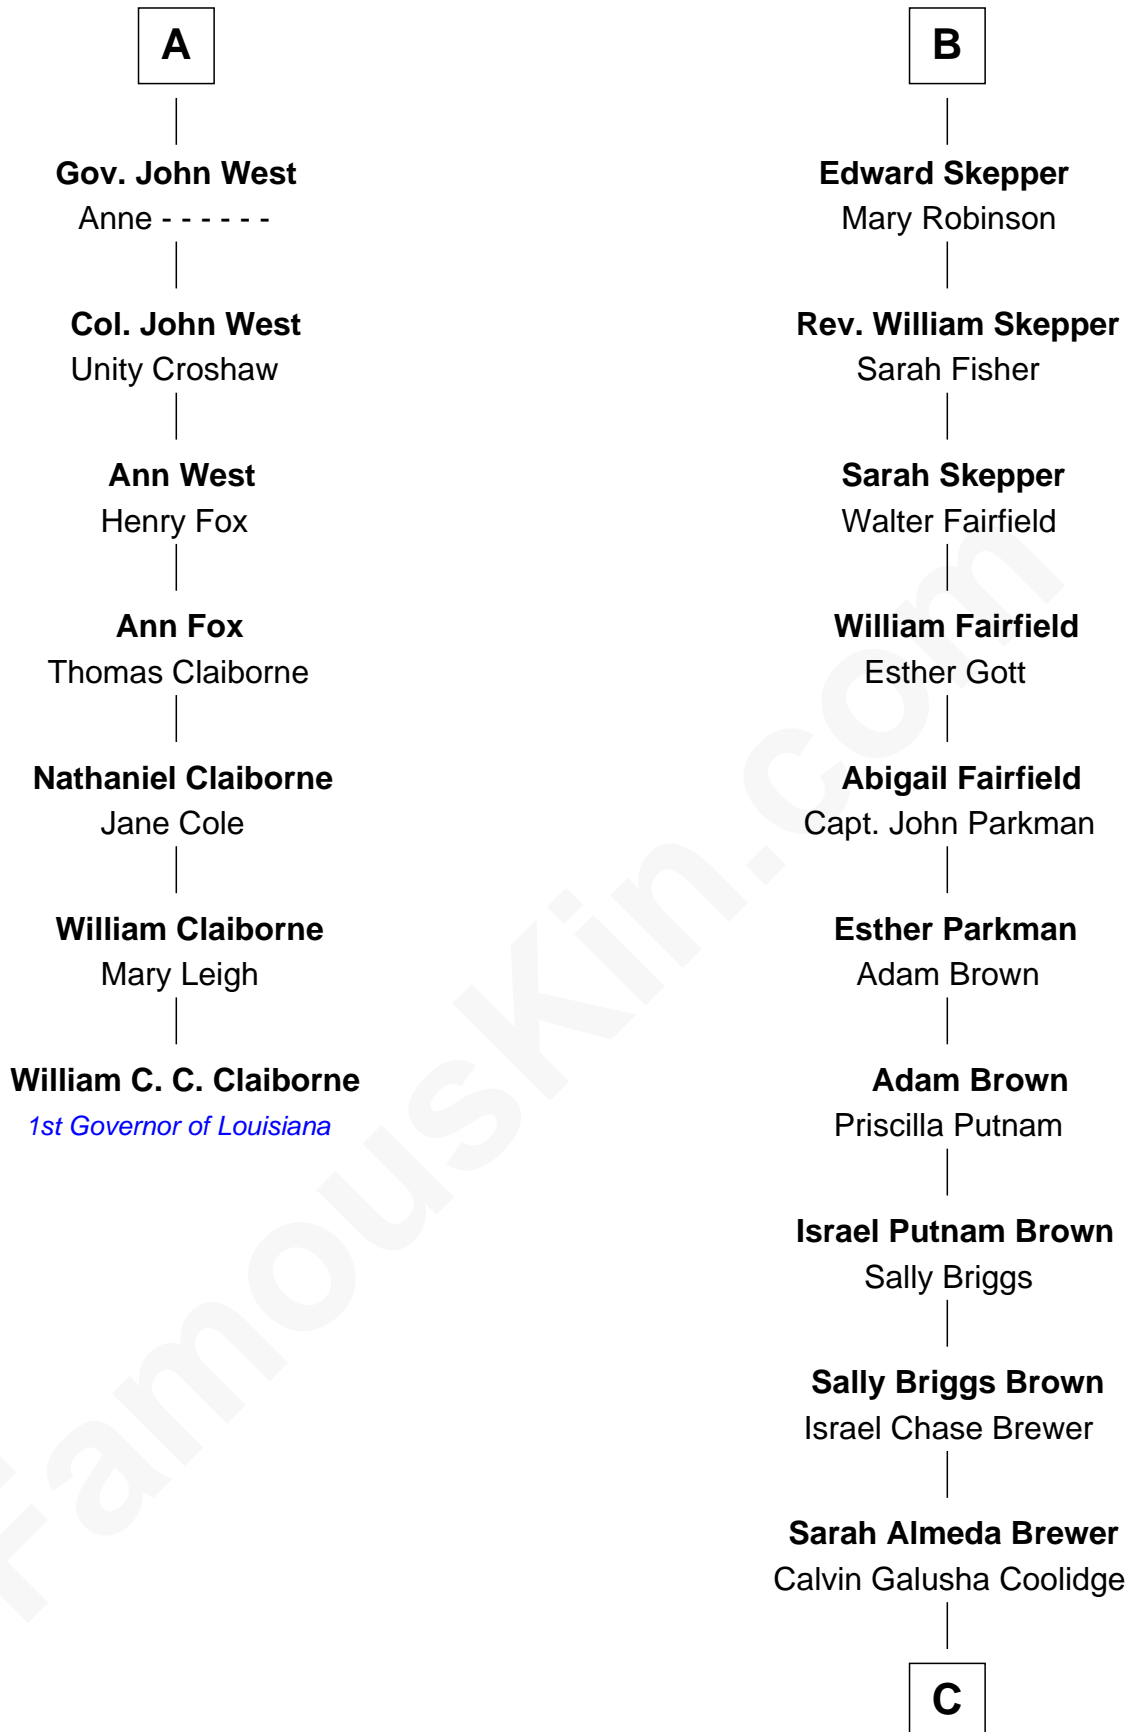 A
Gov. John West
Anne - - - - - -
Col. John West
Unity Croshaw
Ann West
Henry Fox
Ann Fox
Thomas Claiborne
Nathaniel Claiborne
Jane Cole
William Claiborne
Mary Leigh
William C. C. Claiborne
1st Governor of Louisiana
B
Edward Skepper
Mary Robinson
Rev. William Skepper
Sarah Fisher
Sarah Skepper
Walter Fairfield
William Fairfield
Esther Gott
Abigail Fairfield
Capt. John Parkman
Esther Parkman
Adam Brown
Adam Brown
Priscilla Putnam
Israel Putnam Brown
Sally Briggs
Sally Briggs Brown
Israel Chase Brewer
Sarah Almeda Brewer
Calvin Galusha Coolidge
C
FamousKin.com